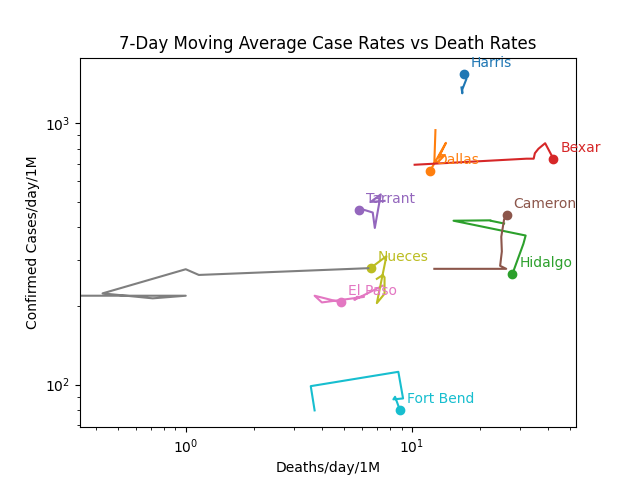 7-Day Moving Average Case Rates vs Death Rates
Harris
10³
Bexar
Dallas
Tarrant
Cameron
Nueces
Hidalgo
El Paso
10²
Fort Bend
10⁰
10¹
Confirmed Cases/day/1M
Deaths/day/1M